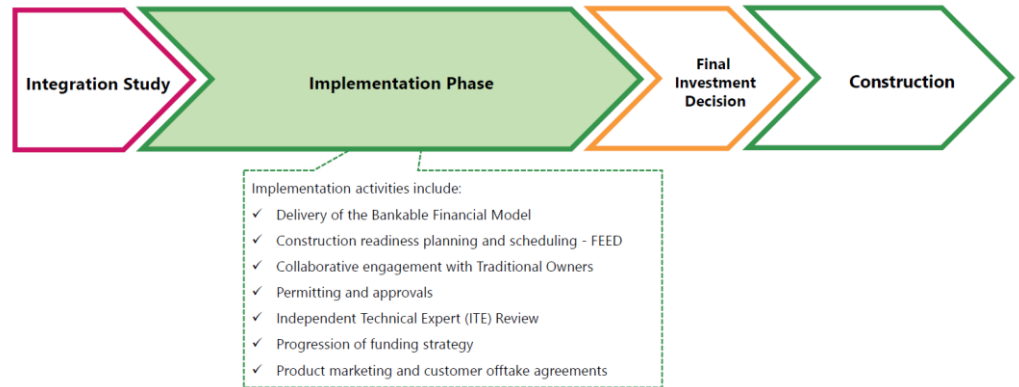 Integration Study
Implementation Phase
Final
Investment
Decision
Construction
Implementation activities include:
✓ Delivery of the Bankable Financial Model
✓ Construction readiness planning and scheduling - FEED
✓ Collaborative engagement with Traditional Owners
✓ Permitting and approvals
✓ Independent Technical Expert (ITE) Review
✓ Progression of funding strategy
✓ Product marketing and customer offtake agreements